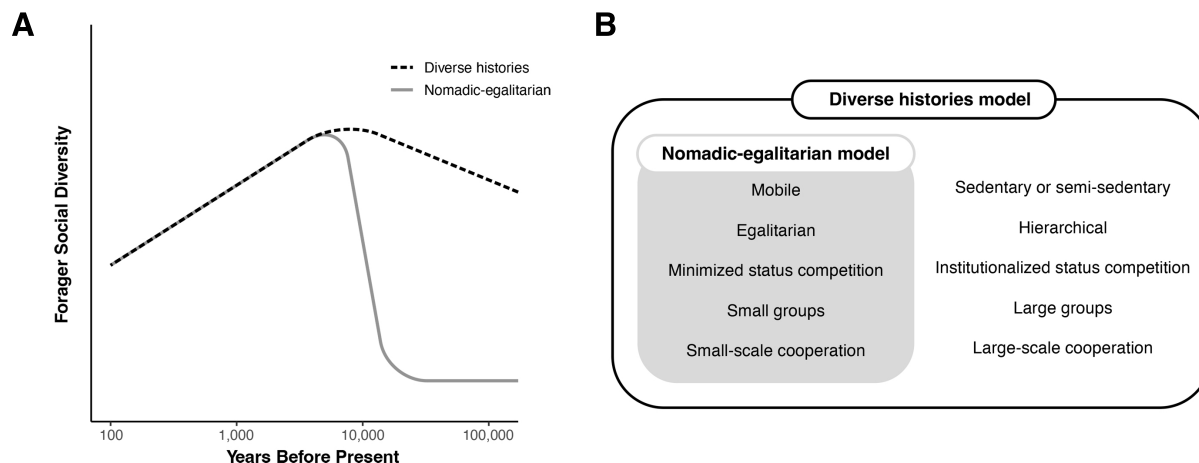 A
Diverse histories
Nomadic-egalitarian
Forager Social Diversity
100
1,000
10,000
100,000
Years Before Present
B
Diverse histories model
Nomadic-egalitarian model
Mobile
Sedentary or semi-sedentary
Egalitarian
Hierarchical
Minimized status competition
Institutionalized status competition
Small groups
Large groups
Small-scale cooperation
Large-scale cooperation